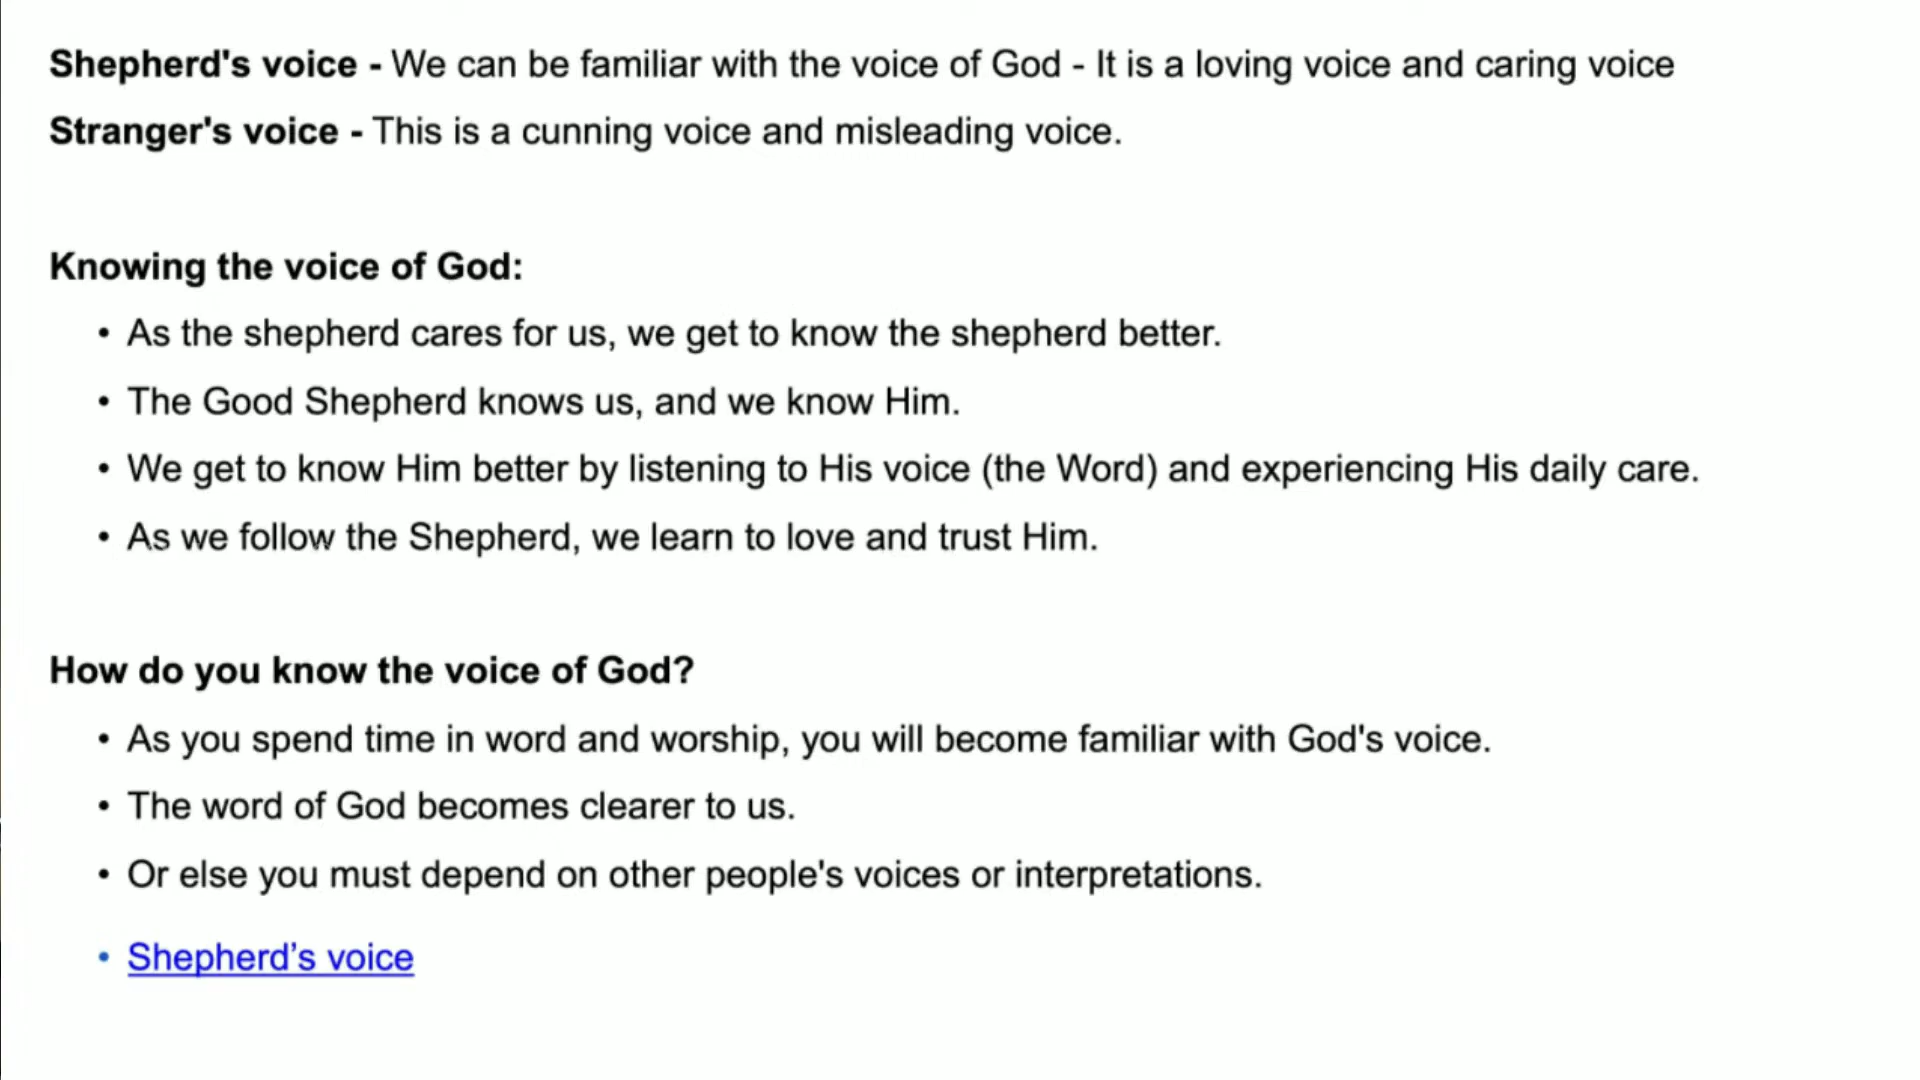 Shepherd's voice - We can be familiar with the voice of God - It is a loving voice and caring voice
Stranger's voice - This is a cunning voice and misleading voice.
Knowing the voice of God:
• As the shepherd cares for us, we get to know the shepherd better.
• The Good Shepherd knows us, and we know Him.
• We get to know Him better by listening to His voice (the Word) and experiencing His daily care.
• As we follow the Shepherd, we learn to love and trust Him.
How do you know the voice of God?
• As you spend time in word and worship, you will become familiar with God's voice.
• The word of God becomes clearer to us.
• Or else you must depend on other people's voices or interpretations.
• Shepherd’s voice